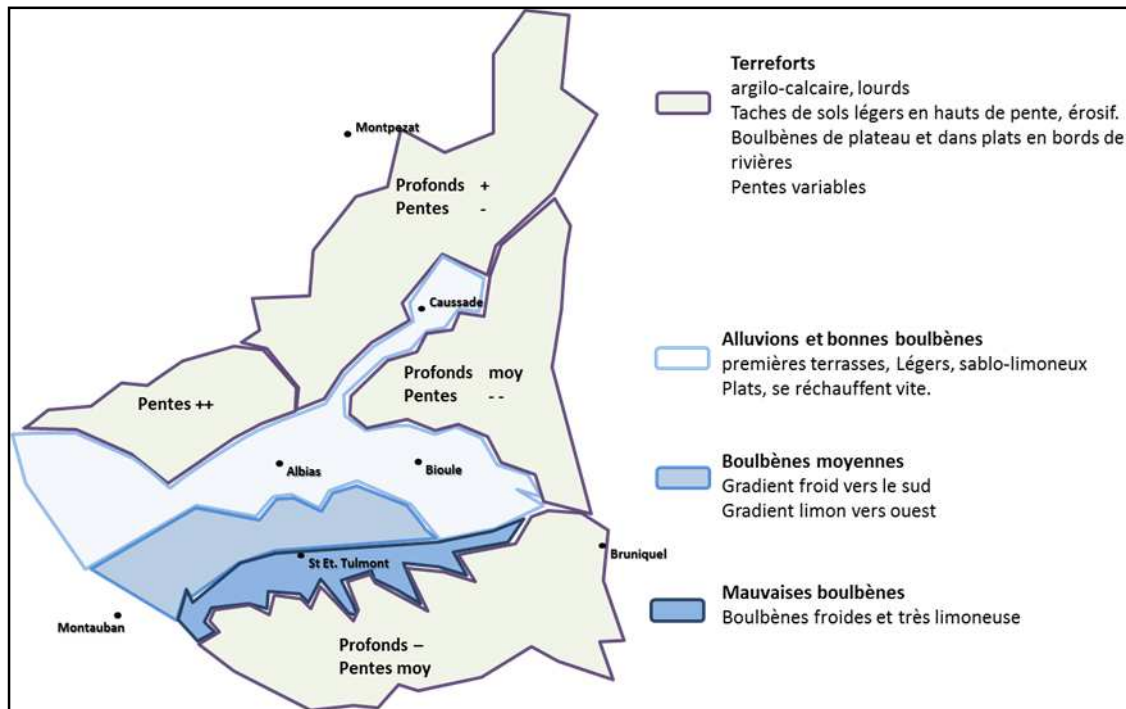 Montpezat
Profonds +
Pentes -
Caussade
Profonds moy
Pentes - -
Pentes ++
Albias
Bioule
St Et. Tulmont
Bruniquel
Montauban
Profonds –
Pentes moy
Terreforts
argilo-calcaire, lourds
Taches de sols légers en hauts de pente, érosif.
Boulbènes de plateau et dans plats en bords de
rivières
Pentes variables
Alluvions et bonnes boulbènes
premières terrasses, Légers, sablo-limoneux
Plats, se réchauffent vite.
Boulbènes moyennes
Gradient froid vers le sud
Gradient limon vers ouest
Mauvaises boulbènes
Boulbènes froides et très limoneuse